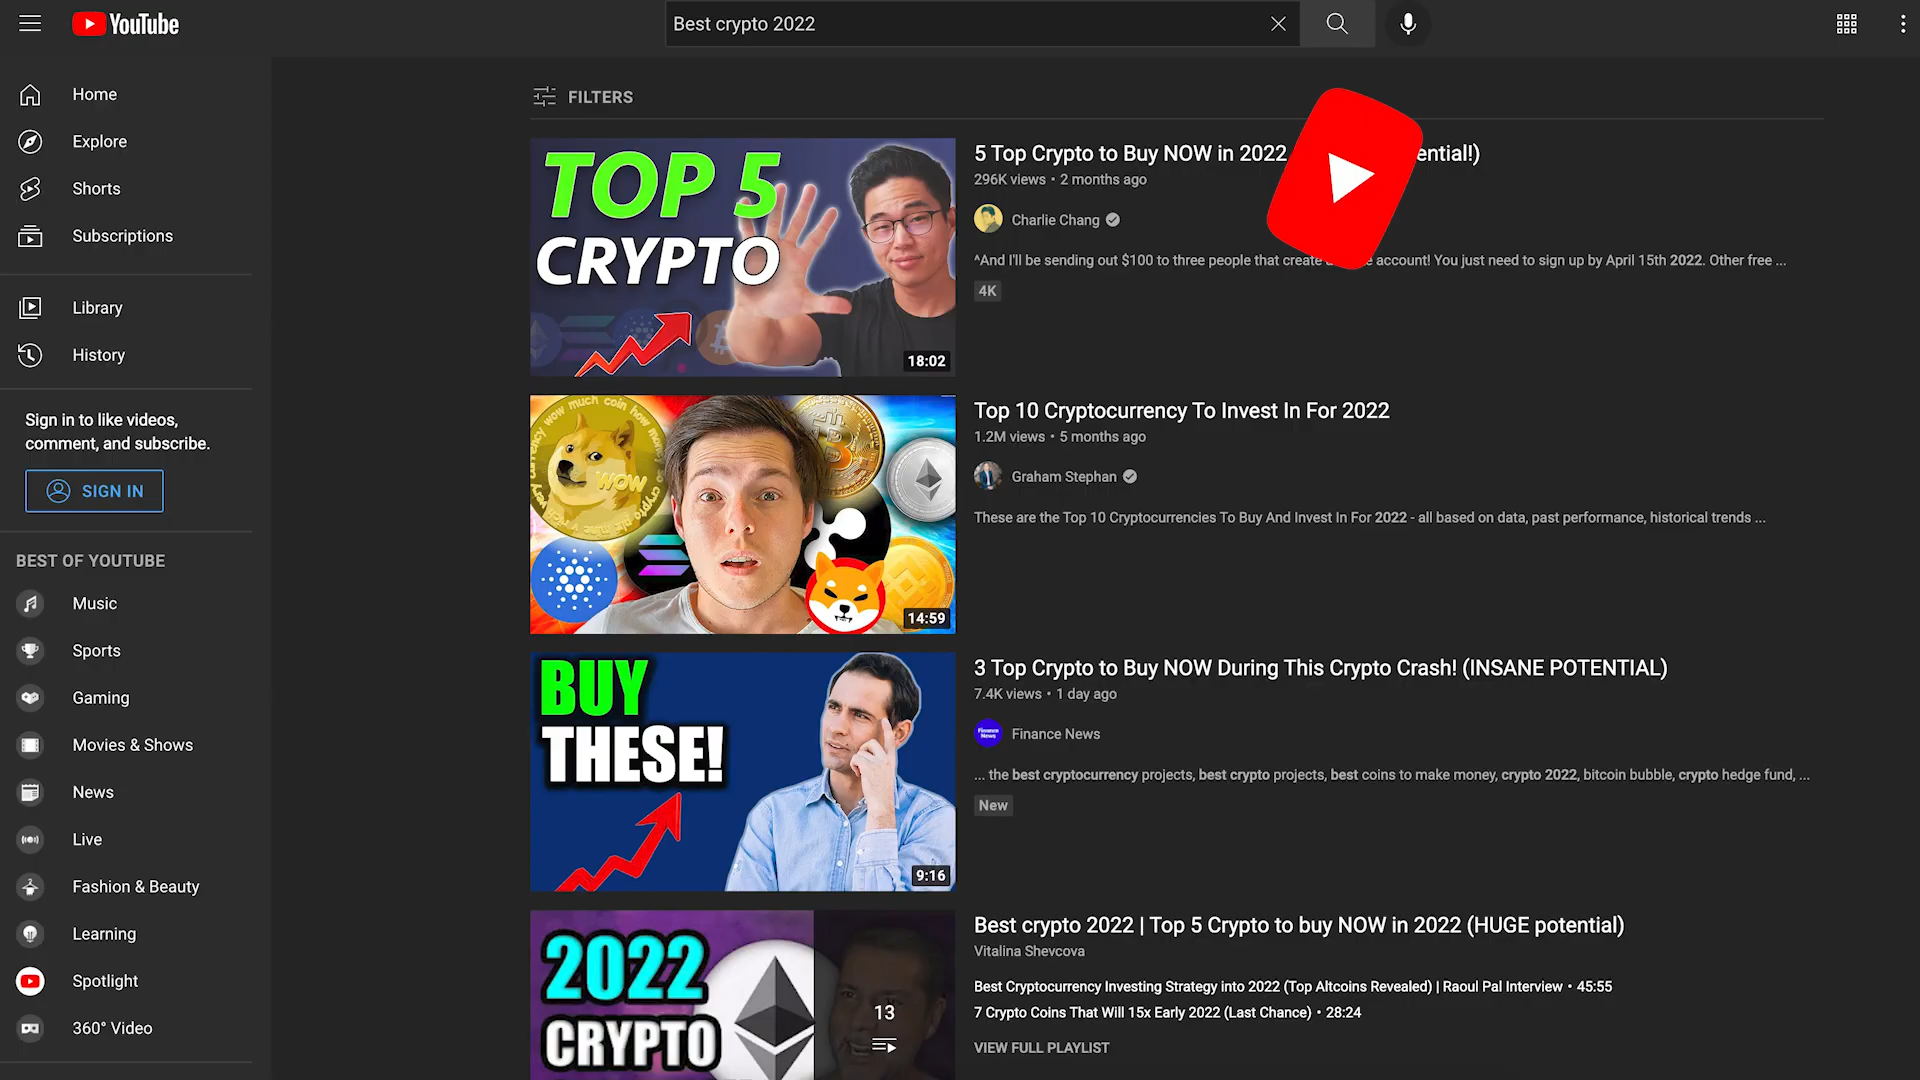 YouTube
Best crypto 2022
Home
Explore
Shorts
Subscriptions
Library
History
Sign in to like videos,
comment, and subscribe.
SIGN IN
BEST OF YOUTUBE
Music
Sports
Gaming
Movies & Shows
News
Live
Fashion & Beauty
Learning
Spotlight
360° Video
FILTERS
TOP 5
CRYPTO
18:02
5 Top Crypto to Buy NOW in 2022 ential!)
296K views • 2 months ago
Charlie Chang
^And I'll be sending out $100 to three people that create account! You just need to sign up by April 15th 2022. Other free ...
4K
WOW
14:59
Top 10 Cryptocurrency To Invest In For 2022
1.2M views • 5 months ago
Graham Stephan
These are the Top 10 Cryptocurrencies To Buy And Invest In For 2022 - all based on data, past performance, historical trends ...
BUY
THESE!
9:16
3 Top Crypto to Buy NOW During This Crypto Crash! (INSANE POTENTIAL)
7.4K views • 1 day ago
Finance News
Finance News
... the best cryptocurrency projects, best crypto projects, best coins to make money, crypto 2022, bitcoin bubble, crypto hedge fund, ...
New
2022
CRYPTO
13
Best crypto 2022 | Top 5 Crypto to buy NOW in 2022 (HUGE potential)
Vitalina Shevcova
Best Cryptocurrency Investing Strategy into 2022 (Top Altcoins Revealed) | Raoul Pal Interview • 45:55
7 Crypto Coins That Will 15x Early 2022 (Last Chance) • 28:24
VIEW FULL PLAYLIST